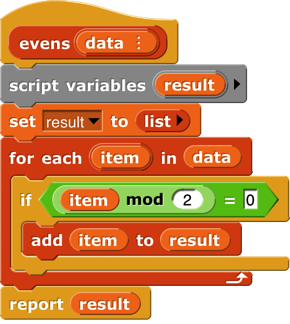 evens data ⋮
script variables result
set result to list
for each item in data
if item mod 2 = 0
add item to result
report result